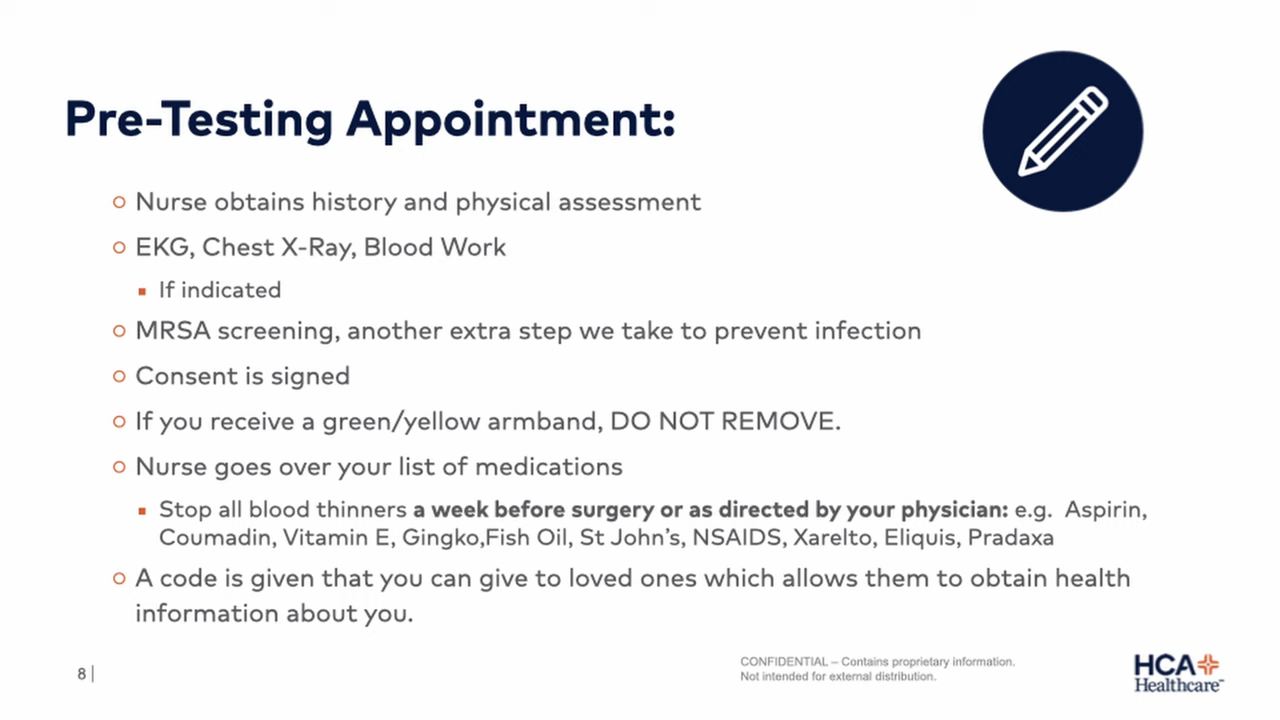 Pre-Testing Appointment:
Nurse obtains history and physical assessment
EKG, Chest X-Ray, Blood Work
If indicated
MRSA screening, another extra step we take to prevent infection
Consent is signed
If you receive a green/yellow armband, DO NOT REMOVE.
Nurse goes over your list of medications
Stop all blood thinners a week before surgery or as directed by your physician: e.g. Aspirin,
Coumadin, Vitamin E, Gingko,Fish Oil, St John's, NSAIDS, Xarelto, Eliquis, Pradaxa
A code is given that you can give to loved ones which allows them to obtain health
information about you.
8 |
CONFIDENTIAL – Contains proprietary information.
Not intended for external distribution.
HCA
Healthcare™